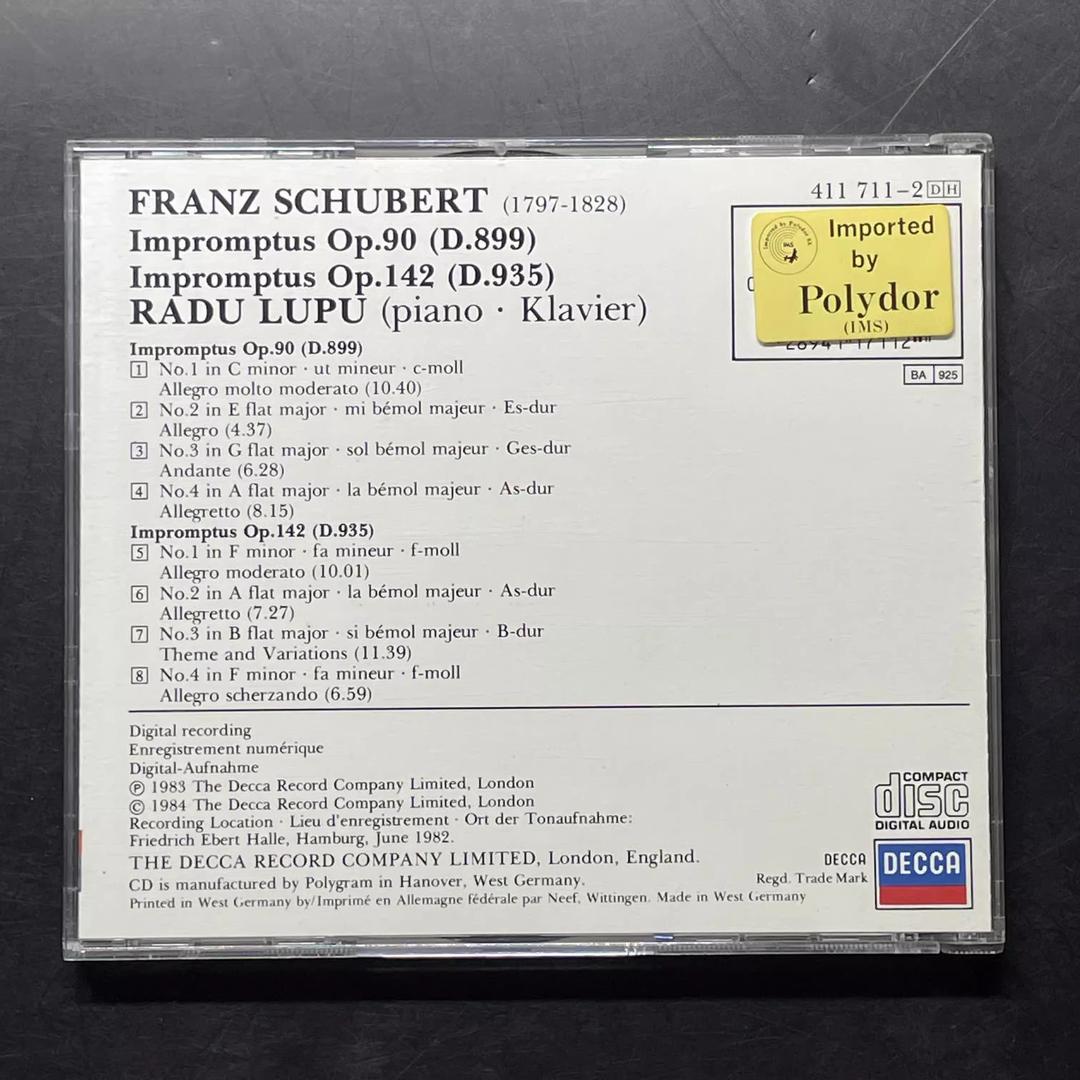 FRANZ SCHUBERT (1797-1828)
411 711-2 DH
Impromptus Op.90 (D.899)
Impromptus Op.142 (D.935)
RADU LUPU (piano · Klavier)
Imported
by
Polydor
(IMS)
BA 925
Impromptus Op.90 (D.899)
1 No.1 in C minor · ut mineur · c-moll
Allegro molto moderato (10.40)
2 No.2 in E flat major · mi bémol majeur · Es-dur
Allegro (4.37)
3 No.3 in G flat major · sol bémol majeur · Ges-dur
Andante (6.28)
4 No.4 in A flat major · la bémol majeur · As-dur
Allegretto (8.15)
Impromptus Op.142 (D.935)
5 No.1 in F minor · fa mineur · f-moll
Allegro moderato (10.01)
6 No.2 in A flat major · la bémol majeur · As-dur
Allegretto (7.27)
7 No.3 in B flat major · si bémol majeur · B-dur
Theme and Variations (11.39)
8 No.4 in F minor · fa mineur · f-moll
Allegro scherzando (6.59)
Digital recording
Enregistrement numérique
Digital-Aufnahme
℗ 1983 The Decca Record Company Limited, London
© 1984 The Decca Record Company Limited, London
Recording Location · Lieu d'enregistrement · Ort der Tonaufnahme:
Friedrich Ebert Halle, Hamburg, June 1982.
THE DECCA RECORD COMPANY LIMITED, London, England.
CD is manufactured by Polygram in Hanover, West Germany.
Printed in West Germany by/Imprimé en Allemagne fédérale par Neef, Wittingen. Made in West Germany
COMPACT
disc
DIGITAL AUDIO
DECCA
Regd. Trade Mark
DECCA